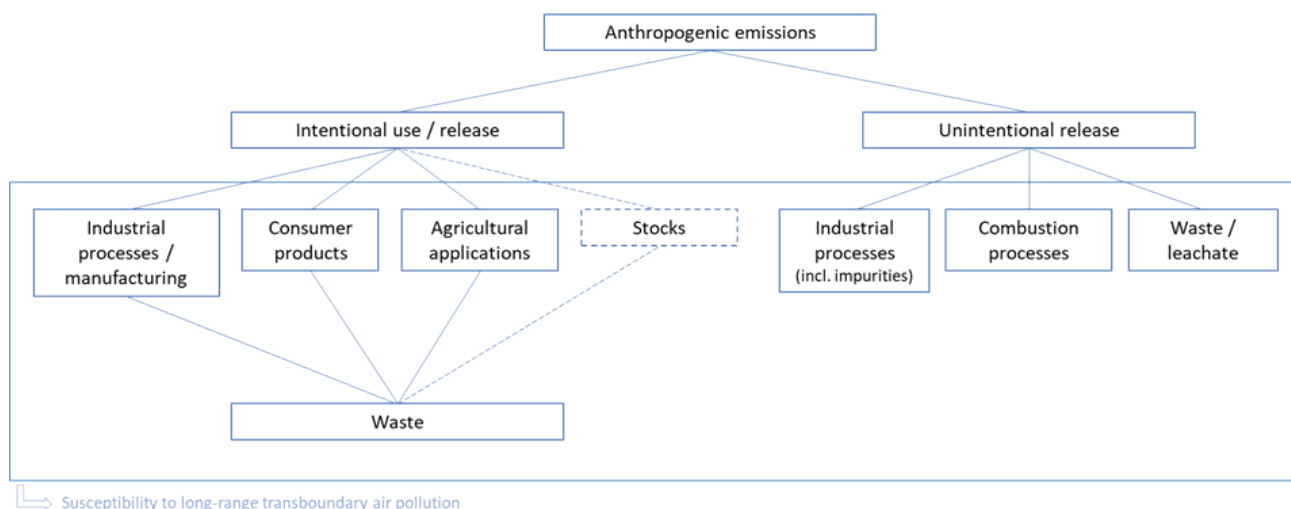 Anthropogenic emissions
Intentional use / release
Unintentional release
Industrial
processes /
manufacturing
Consumer
products
Agricultural
applications
Stocks
Industrial
processes
(incl. impurities)
Combustion
processes
Waste /
leachate
Waste
Susceptibility to long-range transboundary air pollution